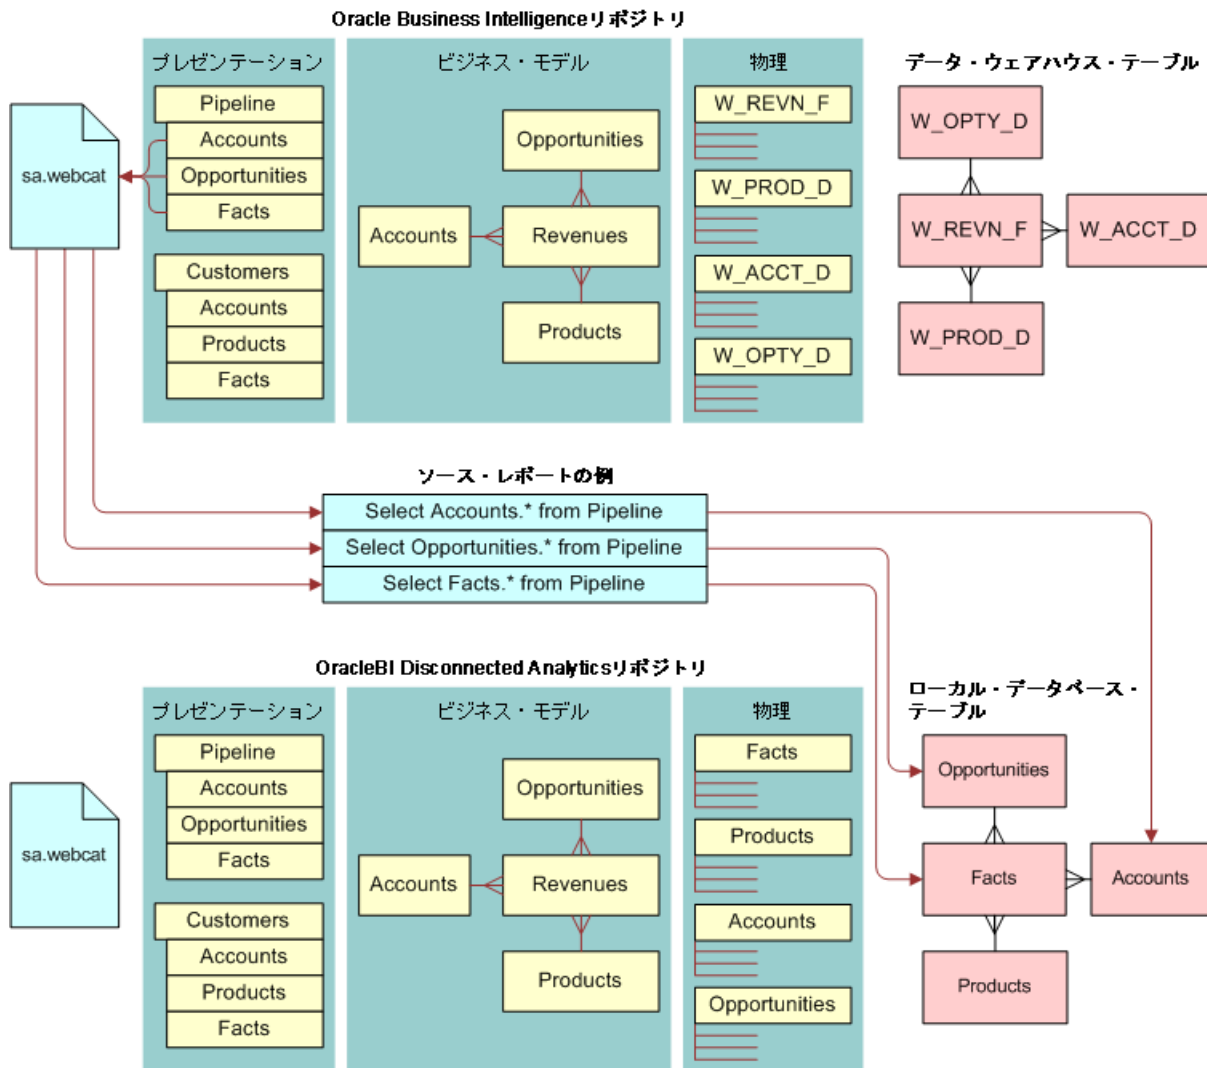 Oracle Business Intelligenceリポジトリ
プレゼンテーション
ビジネス・モデル
物理
データ・ウェアハウス・テーブル
sa.webcat
Pipeline
Accounts
Opportunities
Facts
Customers
Accounts
Products
Facts
Opportunities
Accounts
Revenues
Products
W_REVN_F
W_PROD_D
W_ACCT_D
W_OPTY_D
W_OPTY_D
W_REVN_F
W_ACCT_D
W_PROD_D
ソース・レポートの例
Select Accounts.* from Pipeline
Select Opportunities.* from Pipeline
Select Facts.* from Pipeline
OracleBI Disconnected Analyticsリポジトリ
プレゼンテーション
ビジネス・モデル
物理
ローカル・データベース・
テーブル
sa.webcat
Pipeline
Accounts
Opportunities
Facts
Customers
Accounts
Products
Facts
Opportunities
Accounts
Revenues
Products
Facts
Products
Accounts
Opportunities
Opportunities
Facts
Accounts
Products